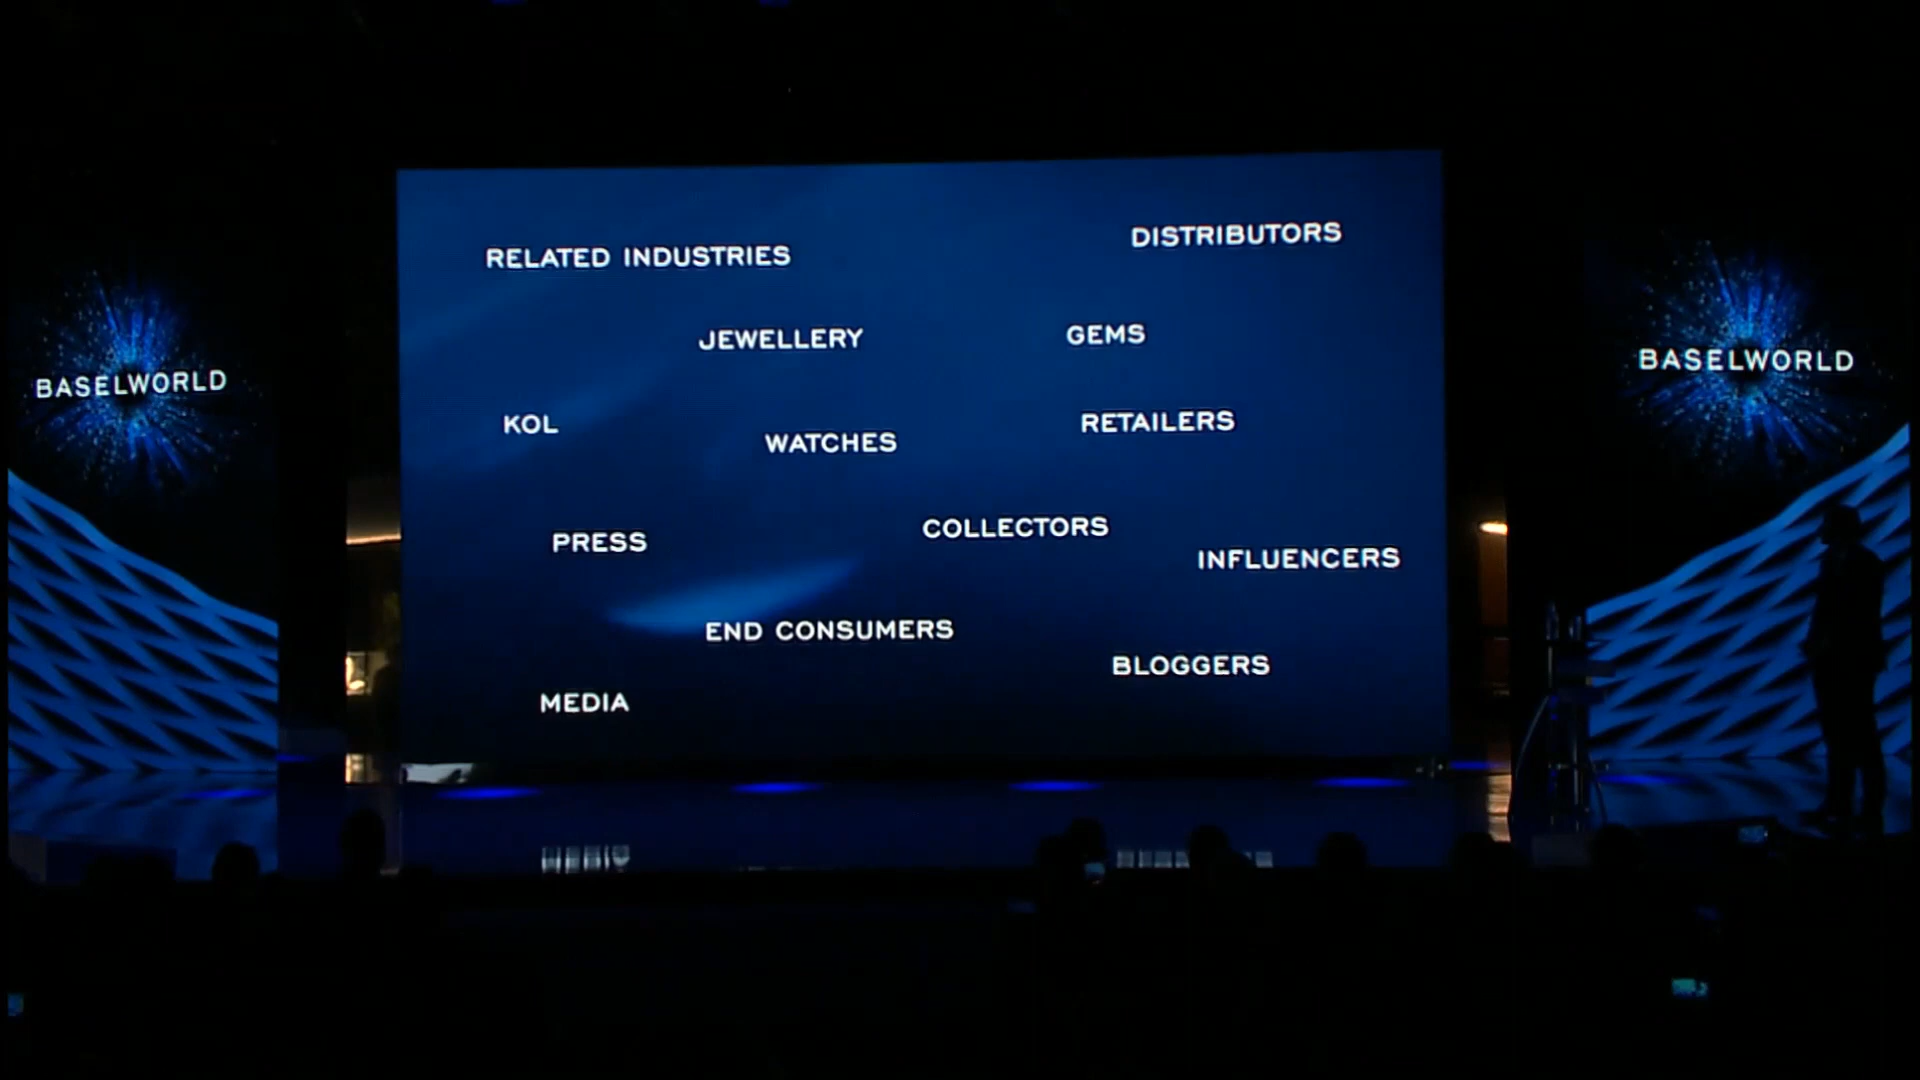 RELATED INDUSTRIES
DISTRIBUTORS
JEWELLERY
GEMS
BASELWORLD
BASELWORLD
KOL
RETAILERS
WATCHES
PRESS
COLLECTORS
INFLUENCERS
END CONSUMERS
BLOGGERS
MEDIA